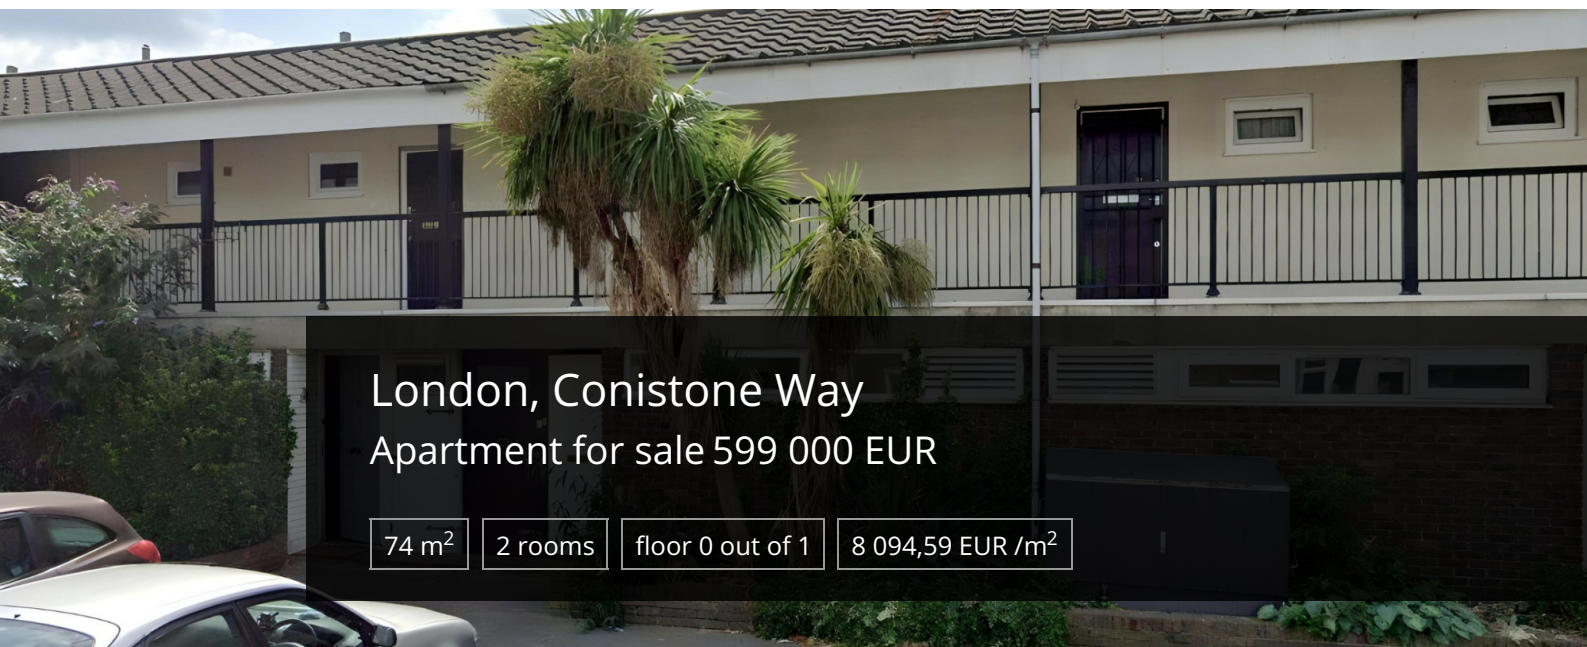 London, Conistone Way
Apartment for sale 599 000 EUR
74 m²
2 rooms
floor 0 out of 1
8 094,59 EUR /m²